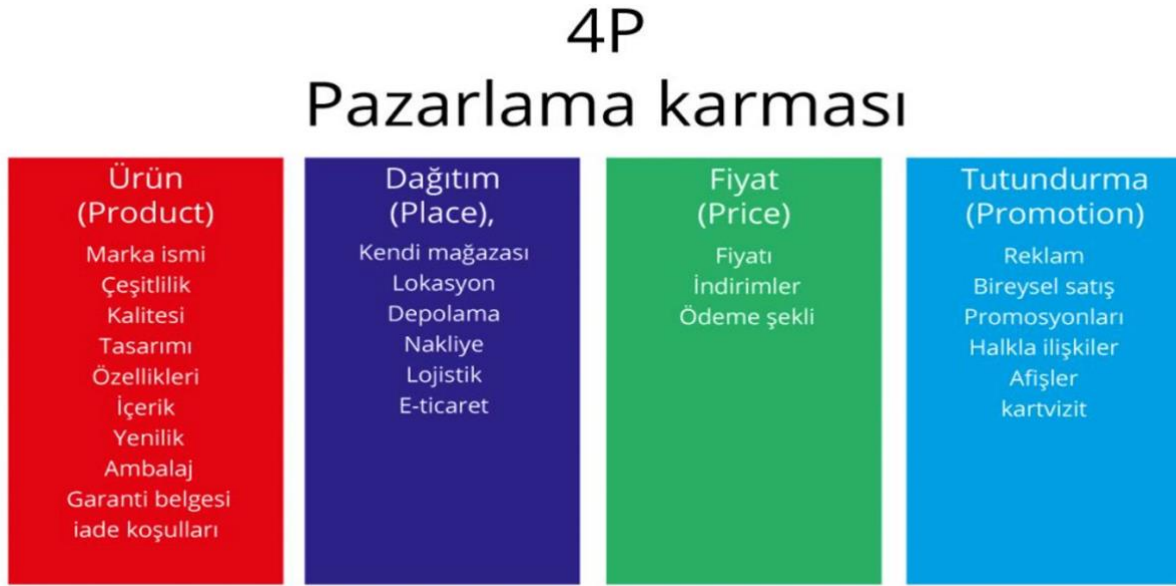 4P
Pazarlama karması
Ürün
(Product)
Marka ismi
Çeşitlilik
Kalitesi
Tasarımı
Özellikleri
İçerik
Yenilik
Ambalaj
Garanti belgesi
iade koşulları
Dağıtım
(Place),
Kendi mağazası
Lokasyon
Depolama
Nakliye
Lojistik
E-ticaret
Fiyat
(Price)
Fiyatı
İndirimler
Ödeme şekli
Tutundurma
(Promotion)
Reklam
Bireysel satış
Promosyonları
Halkla ilişkiler
Afişler
kartvizit